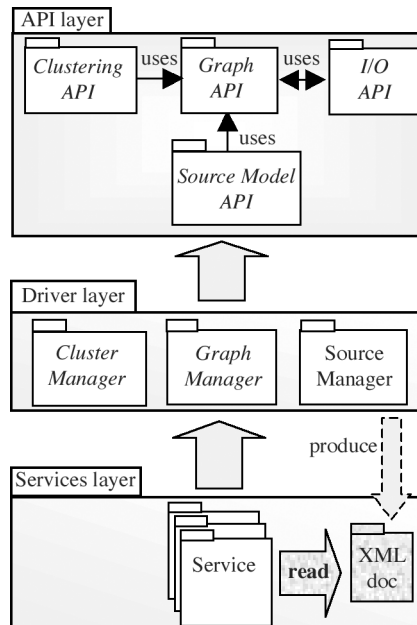 API layer
Clustering
API
uses
Graph
API
uses
I/O
API
uses
Source Model
API
Driver layer
Cluster
Manager
Graph
Manager
Source
Manager
produce
Services layer
Service
read
XML
doc